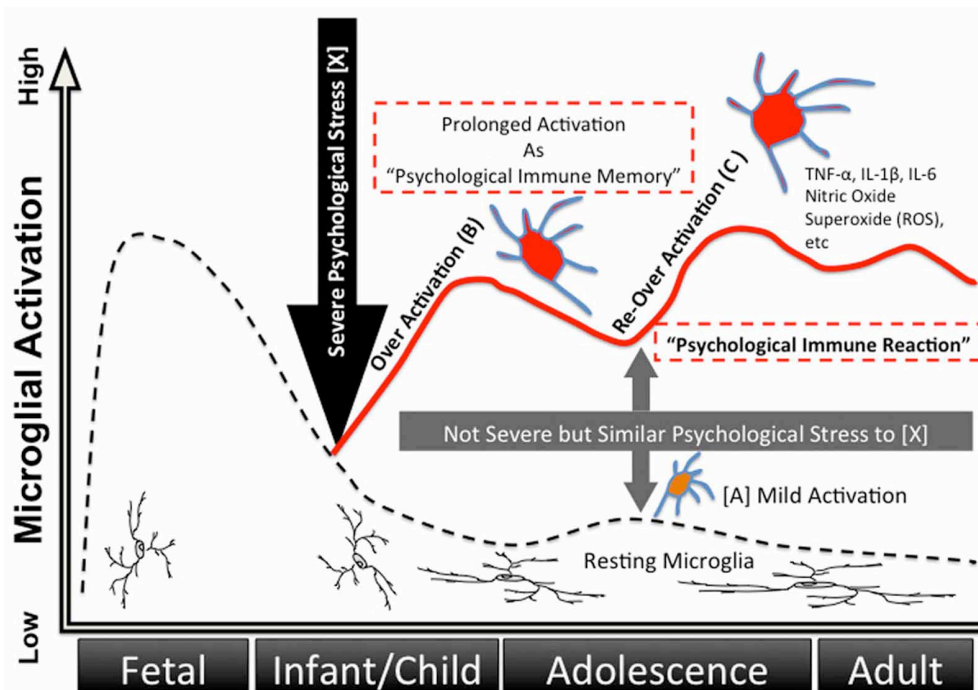 High
Microglial Activation
Low
Severe Psychological Stress [X]
Prolonged Activation
As
“Psychological Immune Memory”
Over Activation (B)
Re-Over Activation (C)
TNF-α, IL-1β, IL-6
Nitric Oxide
Superoxide (ROS),
etc
“Psychological Immune Reaction”
Not Severe but Similar Psychological Stress to [X]
[A] Mild Activation
Resting Microglia
Fetal
Infant/Child
Adolescence
Adult